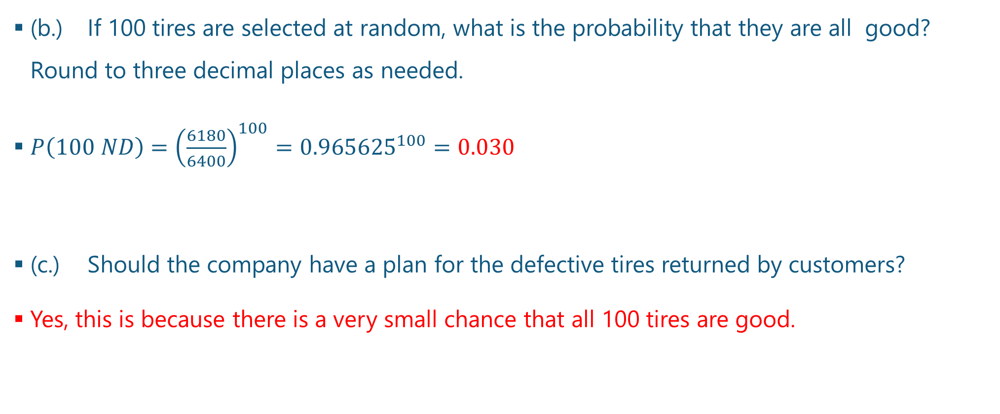 ▪ (b.) If 100 tires are selected at random, what is the probability that they are all good?
Round to three decimal places as needed.
▪ P(100 ND) = (6180/6400)^100 = 0.965625^100 = 0.030
▪ (c.) Should the company have a plan for the defective tires returned by customers?
▪ Yes, this is because there is a very small chance that all 100 tires are good.